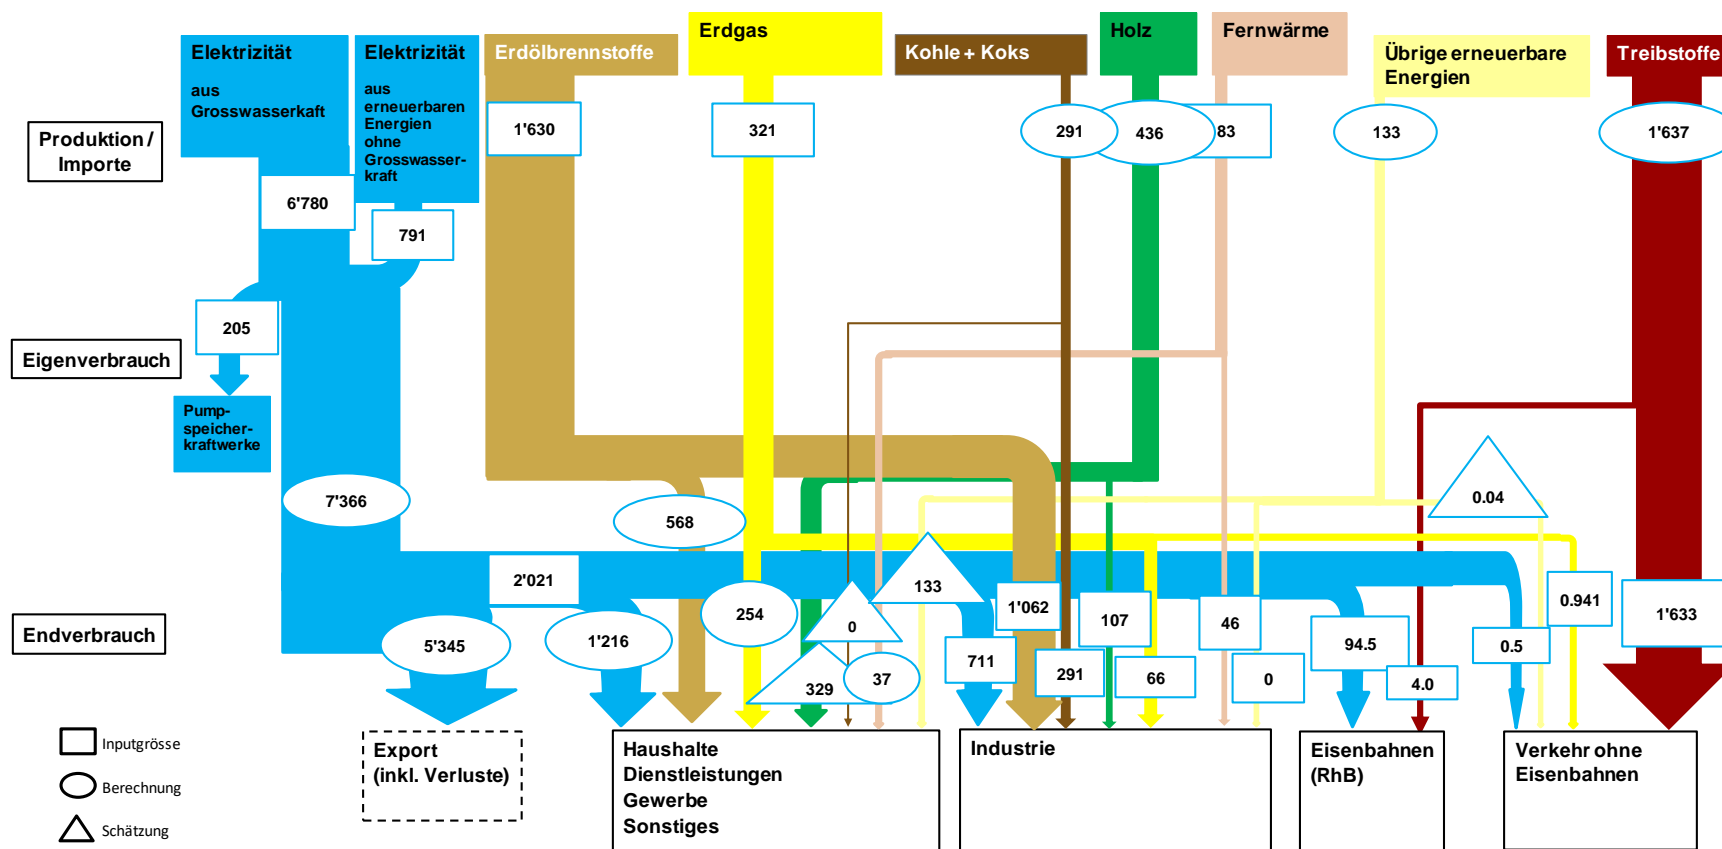 Elektrizität
aus
Grosswasserkaft
Elektrizität
aus
erneuerbaren
Energien
ohne
Grosswasser-
kraft
Erdölbrennstoffe
Erdgas
Kohle + Koks
Holz
Fernwärme
Übrige erneuerbare
Energien
Treibstoffe
Produktion /
Importe
6'780
791
1'630
321
291
436
83
133
1'637
205
Eigenverbrauch
Pump-
speicher-
kraftwerke
7'366
568
0.04
2'021
Endverbrauch
5'345
1'216
254
0
329
37
133
711
1'062
291
107
66
46
0
94.5
4.0
0.5
0.941
1'633
Inputgrösse
Berechnung
Schätzung
Export
(inkl. Verluste)
Haushalte
Dienstleistungen
Gewerbe
Sonstiges
Industrie
Eisenbahnen
(RhB)
Verkehr ohne
Eisenbahnen